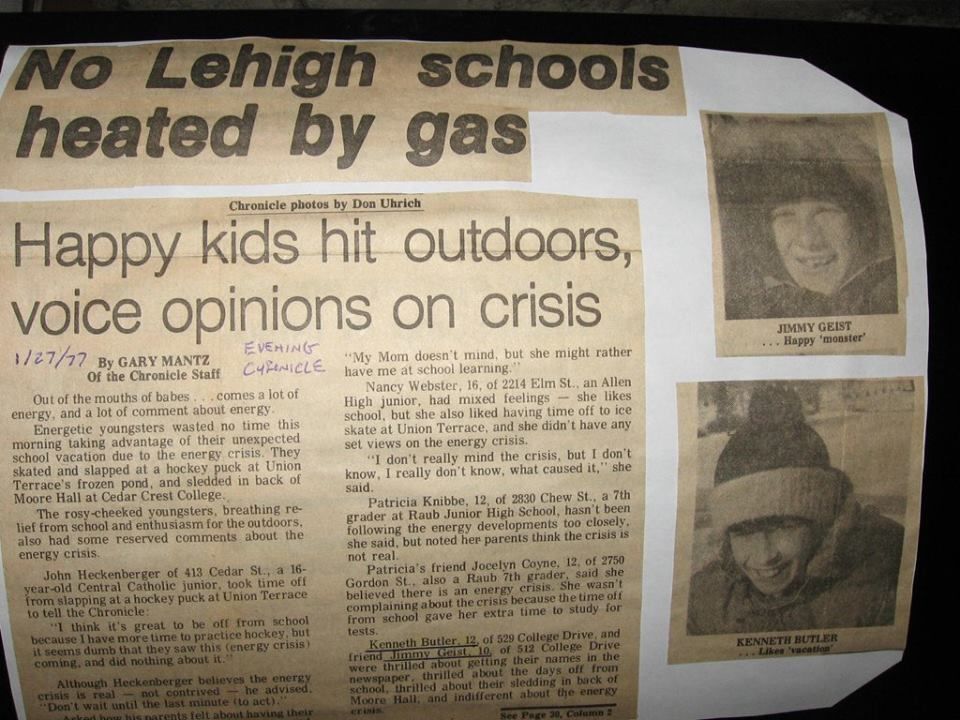 No Lehigh schools
heated by gas
Chronicle photos by Don Uhrich
Happy kids hit outdoors,
voice opinions on crisis
1/27/77
EVENING
CHRONICLE
By GARY MANTZ
Of the Chronicle Staff
Out of the mouths of babes . . . comes a lot of
energy, and a lot of comment about energy.
Energetic youngsters wasted no time this
morning taking advantage of their unexpected
school vacation due to the energy crisis. They
skated and slapped at a hockey puck at Union
Terrace's frozen pond, and sledded in back of
Moore Hall at Cedar Crest College.
The rosy-cheeked youngsters, breathing re-
lief from school and enthusiasm for the outdoors,
also had some reserved comments about the
energy crisis.
John Heckenberger of 413 Cedar St., a 16-
year-old Central Catholic junior, took time off
from slapping at a hockey puck at Union Terrace
to tell the Chronicle:
"I think it's great to be off from school
because I have more time to practice hockey, but
it seems dumb that they saw this (energy crisis)
coming, and did nothing about it."
Although Heckenberger believes the energy
crisis is real — not contrived — he advised,
"Don't wait until the last minute (to act)."
Asked how his parents felt about having their
"My Mom doesn't mind, but she might rather
have me at school learning."
Nancy Webster, 16, of 2214 Elm St., an Allen
High junior, had mixed feelings — she likes
school, but she also liked having time off to ice
skate at Union Terrace, and she didn't have any
set views on the energy crisis.
"I don't really mind the crisis, but I don't
know, I really don't know, what caused it," she
said.
Patricia Knibbe, 12, of 2830 Chew St., a 7th
grader at Raub Junior High School, hasn't been
following the energy developments too closely,
she said, but noted her parents think the crisis is
not real.
Patricia's friend Jocelyn Coyne, 12, of 2750
Gordon St., also a Raub 7th grader, said she
believed there is an energy crisis. She wasn't
complaining about the crisis because the time off
from school gave her extra time to study for
tests.
Kenneth Butler, 12, of 529 College Drive, and
friend Jimmy Geist, 10, of 512 College Drive
were thrilled about getting their names in the
newspaper, thrilled about the days off from
school, thrilled about their sledding in back of
Moore Hall, and indifferent about the energy
crisis.
See Page 30, Column 2
JIMMY GEIST
. . . Happy 'monster'
KENNETH BUTLER
. . . Likes 'vacation'